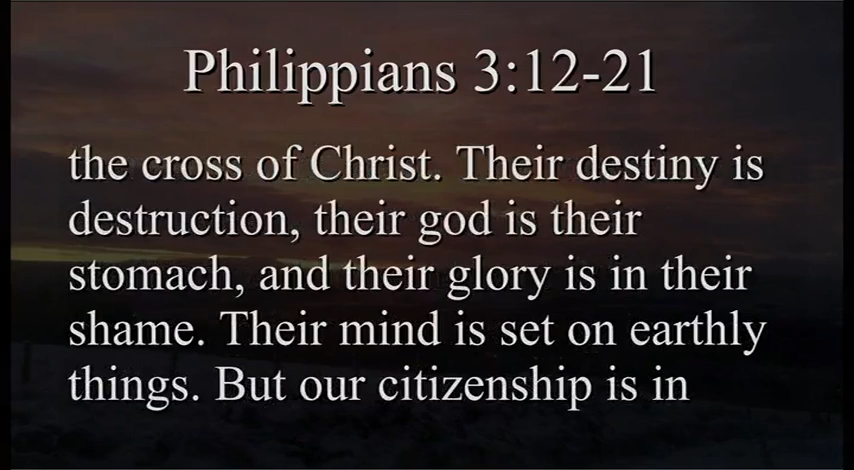 Philippians 3:12-21
the cross of Christ. Their destiny is
destruction, their god is their
stomach, and their glory is in their
shame. Their mind is set on earthly
things. But our citizenship is in